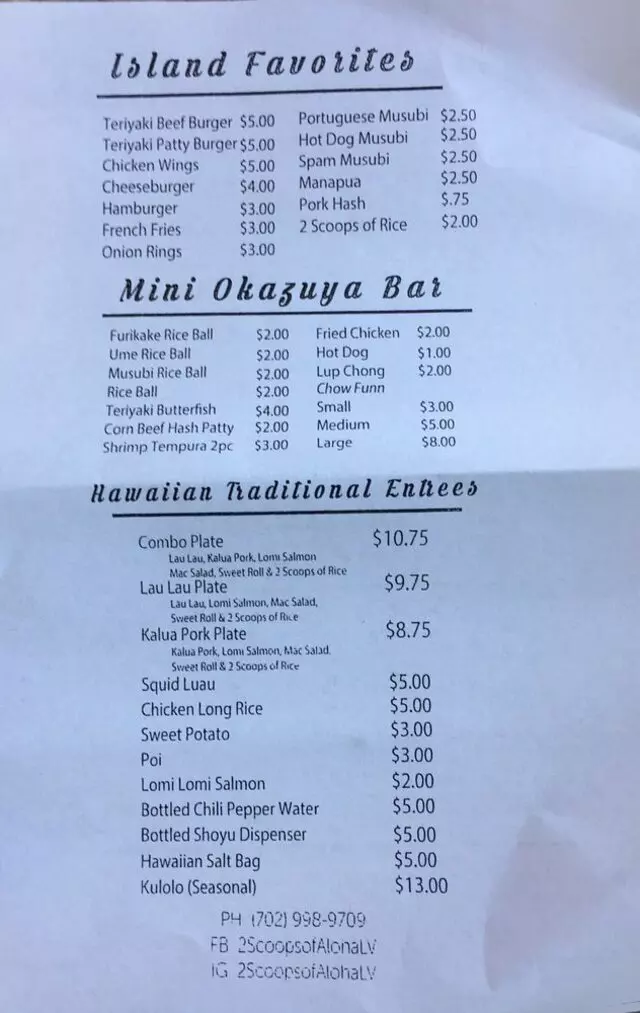 Island Favorites
Teriyaki Beef Burger $5.00
Teriyaki Patty Burger $5.00
Chicken Wings $5.00
Cheeseburger $4.00
Hamburger $3.00
French Fries $3.00
Onion Rings $3.00
Portuguese Musubi $2.50
Hot Dog Musubi $2.50
Spam Musubi $2.50
Manapua $2.50
Pork Hash $.75
2 Scoops of Rice $2.00
Mini Okazuya Bar
Furikake Rice Ball $2.00
Ume Rice Ball $2.00
Musubi Rice Ball $2.00
Rice Ball $2.00
Teriyaki Butterfish $4.00
Corn Beef Hash Patty $2.00
Shrimp Tempura 2pc $3.00
Fried Chicken $2.00
Hot Dog $1.00
Lup Chong $2.00
Chow Funn
Small $3.00
Medium $5.00
Large $8.00
Hawaiian Traditional Entrees
Combo Plate $10.75
Lau Lau, Kalua Pork, Lomi Salmon
Mac Salad, Sweet Roll & 2 Scoops of Rice
Lau Lau Plate $9.75
Lau Lau, Lomi Salmon, Mac Salad,
Sweet Roll & 2 Scoops of Rice
Kalua Pork Plate $8.75
Kalua Pork, Lomi Salmon, Mac Salad,
Sweet Roll & 2 Scoops of Rice
Squid Luau $5.00
Chicken Long Rice $5.00
Sweet Potato $3.00
Poi $3.00
Lomi Lomi Salmon $2.00
Bottled Chili Pepper Water $5.00
Bottled Shoyu Dispenser $5.00
Hawaiian Salt Bag $5.00
Kulolo (Seasonal) $13.00
PH (702) 998-9709
FB 2ScoopsofAlohaLV
IG 2ScoopsofAlohaLV